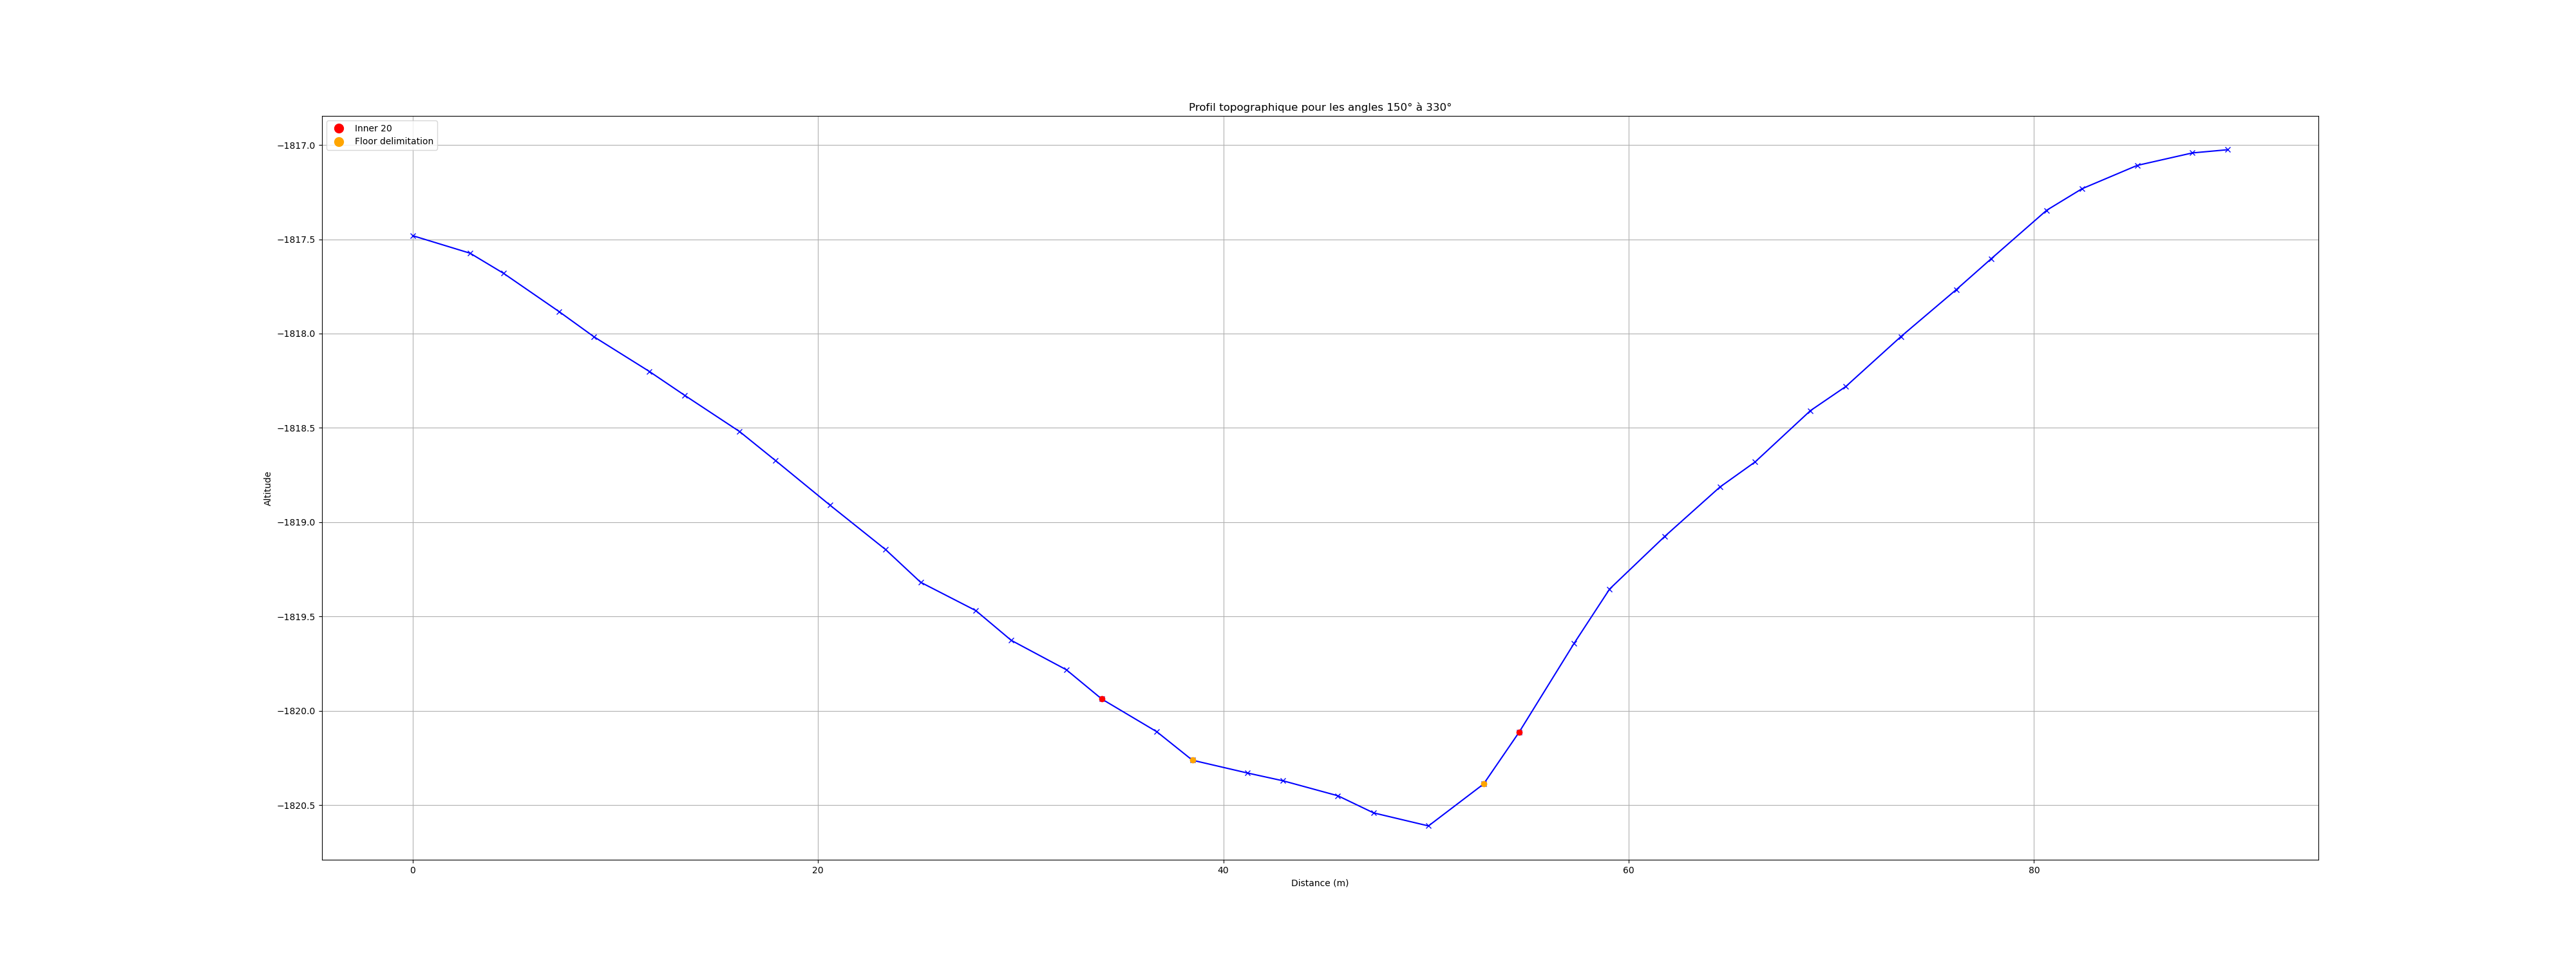 Profil topographique pour les angles 150° à 330°
Inner 20
Floor delimitation
−1817.0
−1817.5
−1818.0
−1818.5
−1819.0
−1819.5
−1820.0
−1820.5
Altitude
0 20 40 60 80
Distance (m)